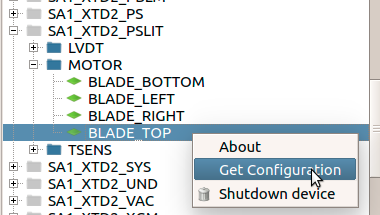 SA1_XTD2_PS
SA1_XTD2_PSLIT
LVDT
MOTOR
BLADE_BOTTOM
BLADE_LEFT
BLADE_RIGHT
BLADE_TOP
About
TSENS
Get Configuration
SA1_XTD2_SYS
SA1_XTD2_UND
Shutdown device
SA1_XTD2_VAC